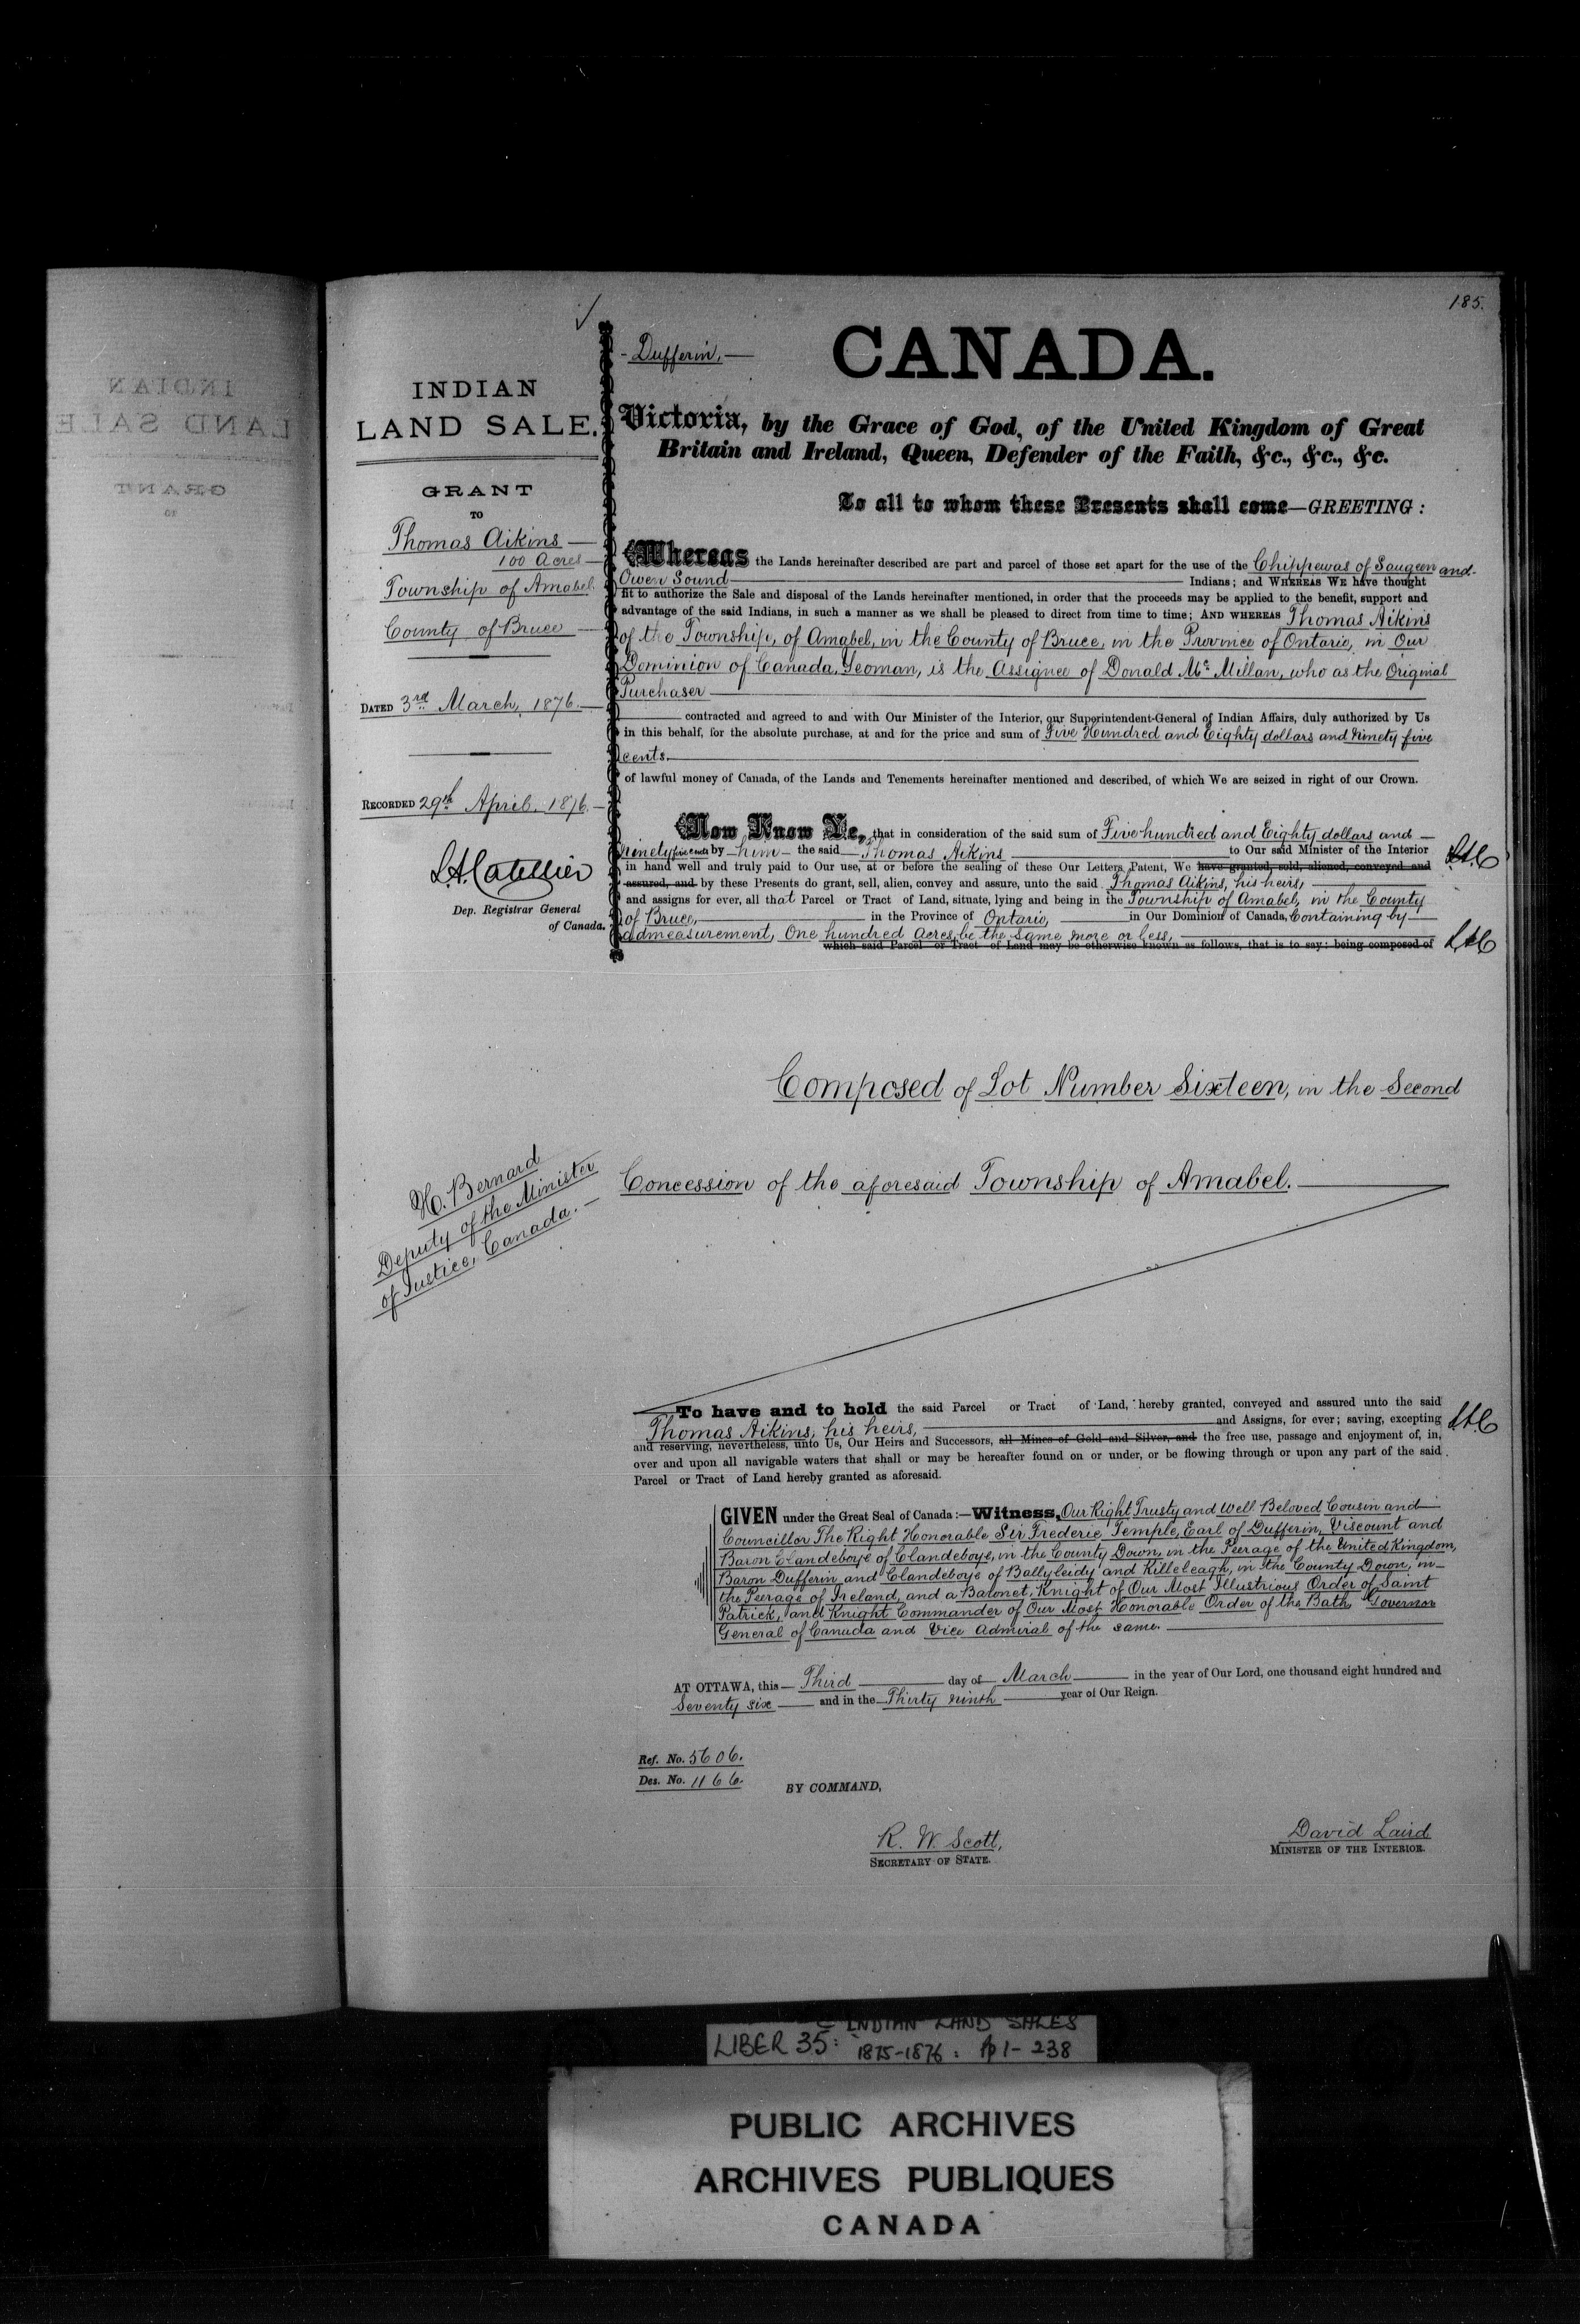 185.
- Dufferin, —
CANADA.
INDIAN
LAND SALE.
Victoria, by the Grace of God, of the United Kingdom of Great
Britain and Ireland, Queen, Defender of the Faith, &c., &c., &c.
To all to whom these Presents shall come—GREETING :
GRANT
TO
Thomas Aikins —
100 Acres —
Township of Amabel.
County of Bruce —
DATED 3rd March, 1876. —
RECORDED 29th April, 1876. —
L.A. Catellier
Dep. Registrar General
of Canada.
Whereas the Lands hereinafter described are part and parcel of those set apart for the use of the Chippewas of Saugeen and
Owen Sound — Indians; and WHEREAS WE have thought
fit to authorize the Sale and disposal of the Lands hereinafter mentioned, in order that the proceeds may be applied to the benefit, support and
advantage of the said Indians, in such a manner as we shall be pleased to direct from time to time; AND WHEREAS Thomas Aikins
of the Township, of Amabel, in the County of Bruce, in the Province of Ontario, in Our
Dominion of Canada, Yeoman, is the Assignee of Donald Mc. Millan, who as the Original
Purchaser —
— contracted and agreed to and with Our Minister of the Interior, our Superintendent-General of Indian Affairs, duly authorized by Us
in this behalf, for the absolute purchase, at and for the price and sum of Five Hundred and Eighty dollars and Ninety five
cents. —
of lawful money of Canada, of the Lands and Tenements hereinafter mentioned and described, of which We are seized in right of our Crown.
Now Know Ye, that in consideration of the said sum of Five hundred and Eighty dollars and —
ninety five cents by — him — the said — Thomas Aikins — to Our said Minister of the Interior
in hand well and truly paid to Our use, at or before the sealing of these Our Letters Patent, We have granted, sold, aliened, conveyed and L.A.C
assured, and by these Presents do grant, sell, alien, convey and assure, unto the said Thomas Aikins, his heirs, —
and assigns for ever, all that Parcel or Tract of Land, situate, lying and being in the Township of Amabel, in the County
of Bruce, — in the Province of Ontario, — in Our Dominion of Canada, Containing by —
admeasurement, One hundred Acres, be the same more or less, —
which said Parcel or Tract of Land may be otherwise known as follows, that is to say: being composed of L.A.C
Composed of Lot Number Sixteen, in the Second
Concession of the aforesaid Township of Amabel. —
H. Bernard
Deputy of the Minister
of Justice, Canada. —
To have and to hold the said Parcel or Tract of Land, hereby granted, conveyed and assured unto the said
Thomas Aikins, his heirs, — and Assigns, for ever; saving, excepting L.A.C
and reserving, nevertheless, unto Us, Our Heirs and Successors, all Mines of Gold and Silver, and the free use, passage and enjoyment of, in,
over and upon all navigable waters that shall or may be hereafter found on or under, or be flowing through or upon any part of the said
Parcel or Tract of Land hereby granted as aforesaid.
GIVEN under the Great Seal of Canada :—Witness, Our Right Trusty and Well Beloved Cousin and —
Councillor The Right Honorable Sir Frederic Temple, Earl of Dufferin, Viscount and
Baron Clandeboye of Clandeboye, in the County Down, in the Peerage of the United Kingdom,
Baron Dufferin and Clandeboye of Ballyleidy and Killeleagh, in the County Down, in —
the Peerage of Ireland, and a Baronet, Knight of Our Most Illustrious Order of Saint
Patrick, and Knight Commander of Our Most Honorable Order of the Bath, Governor
General of Canada and Vice Admiral of the same. —
AT OTTAWA, this — Third — day of — March — in the year of Our Lord, one thousand eight hundred and
Seventy six — and in the — Thirty ninth — year of Our Reign.
Ref. No. 5606.
Des. No. 1166.
BY COMMAND,
R. W. Scott,
SECRETARY OF STATE.
David Laird
MINISTER OF THE INTERIOR.
INDIAN LAND SALES
LIBER 35: 1875-1876: pp 1-238
PUBLIC ARCHIVES
ARCHIVES PUBLIQUES
CANADA